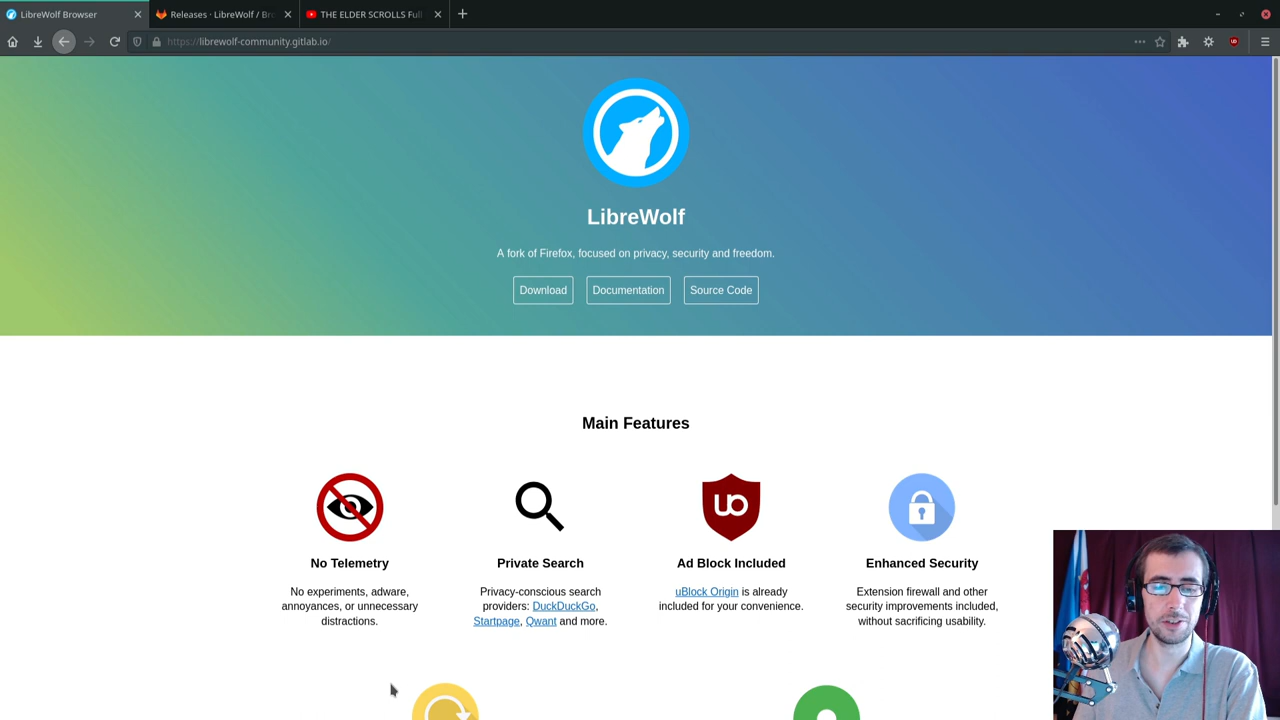 LibreWolf Browser
Releases · LibreWolf / Bro
THE ELDER SCROLLS Full
https://librewolf-community.gitlab.io/
LibreWolf
A fork of Firefox, focused on privacy, security and freedom.
Download
Documentation
Source Code
Main Features
No Telemetry
No experiments, adware,
annoyances, or unnecessary
distractions.
Private Search
Privacy-conscious search
providers: DuckDuckGo,
Startpage, Qwant and more.
Ad Block Included
uBlock Origin is already
included for your convenience.
Enhanced Security
Extension firewall and other
security improvements included,
without sacrificing usability.